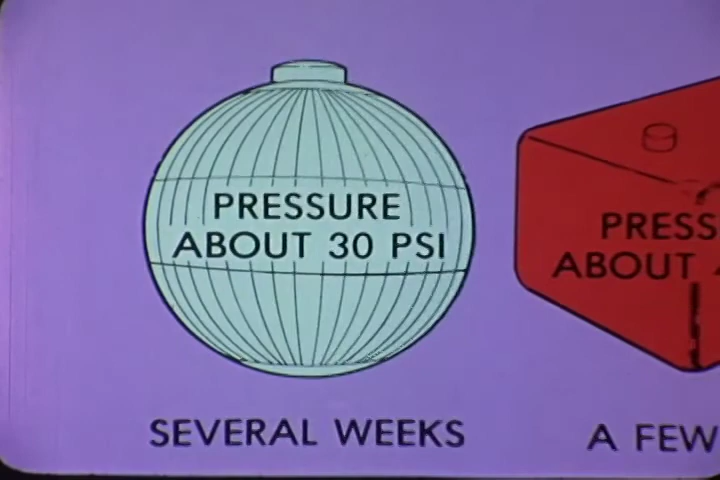 PRESSURE
ABOUT 30 PSI
SEVERAL WEEKS
PRESS
ABOUT
A FEW